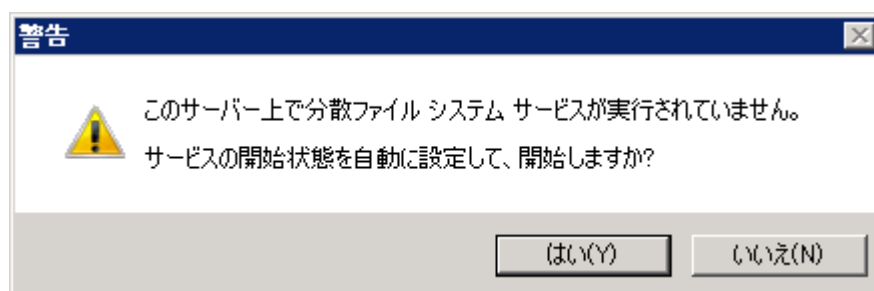 警告
このサーバー上で分散ファイル システム サービスが実行されていません。
サービスの開始状態を自動に設定して、開始しますか?
はい(Y)
いいえ(N)